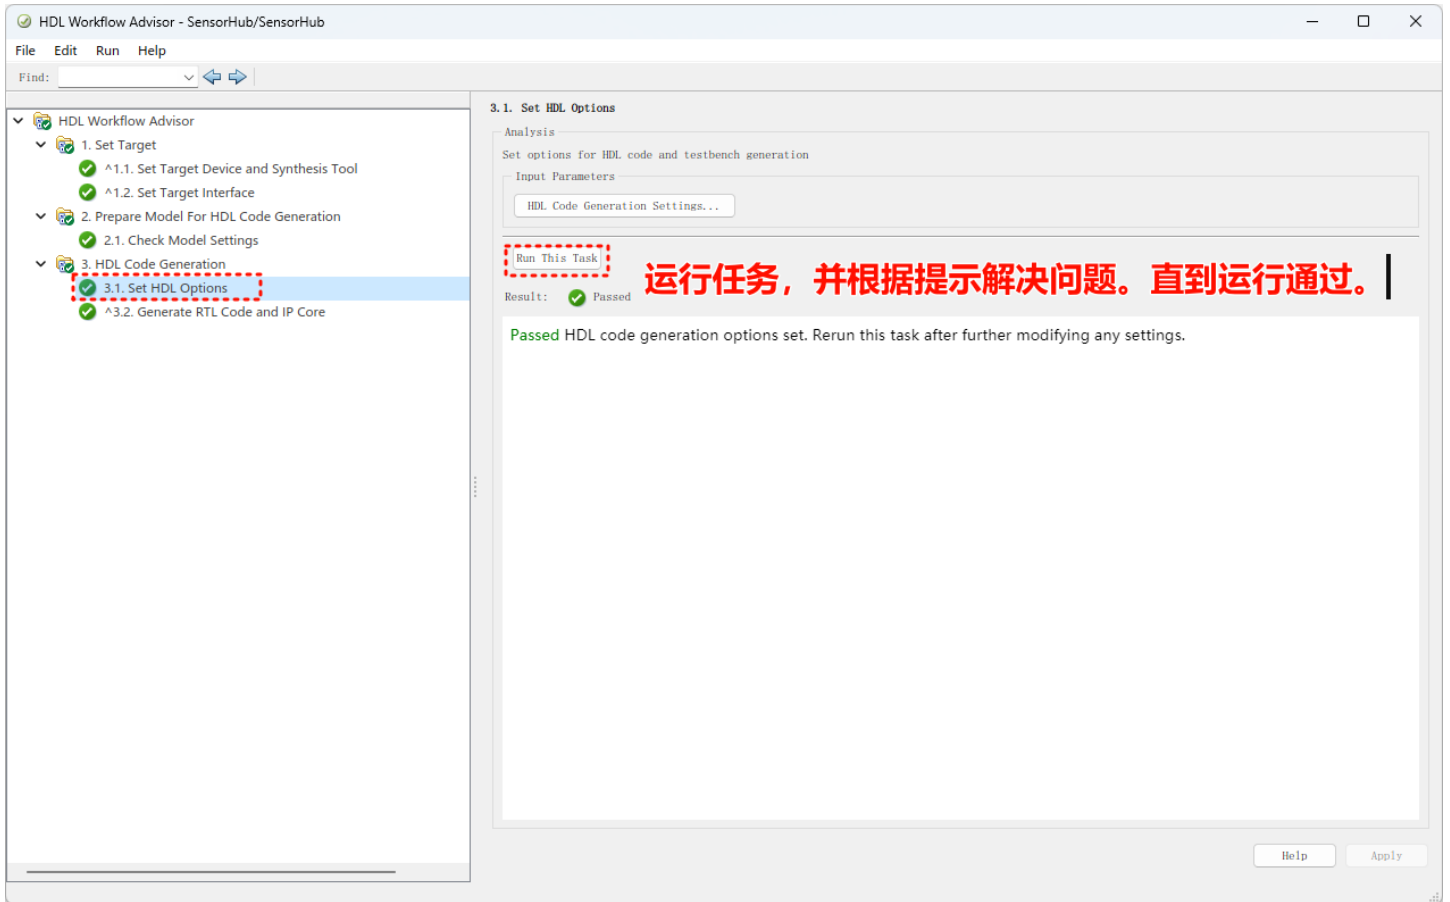 HDL Workflow Advisor - SensorHub/SensorHub
File Edit Run Help
Find:
HDL Workflow Advisor
1. Set Target
^1.1. Set Target Device and Synthesis Tool
^1.2. Set Target Interface
2. Prepare Model For HDL Code Generation
2.1. Check Model Settings
3. HDL Code Generation
3.1. Set HDL Options
^3.2. Generate RTL Code and IP Core
3.1. Set HDL Options
Analysis
Set options for HDL code and testbench generation
Input Parameters
HDL Code Generation Settings...
Run This Task
运行任务，并根据提示解决问题。直到运行通过。
Result: Passed
Passed HDL code generation options set. Rerun this task after further modifying any settings.
Help Apply